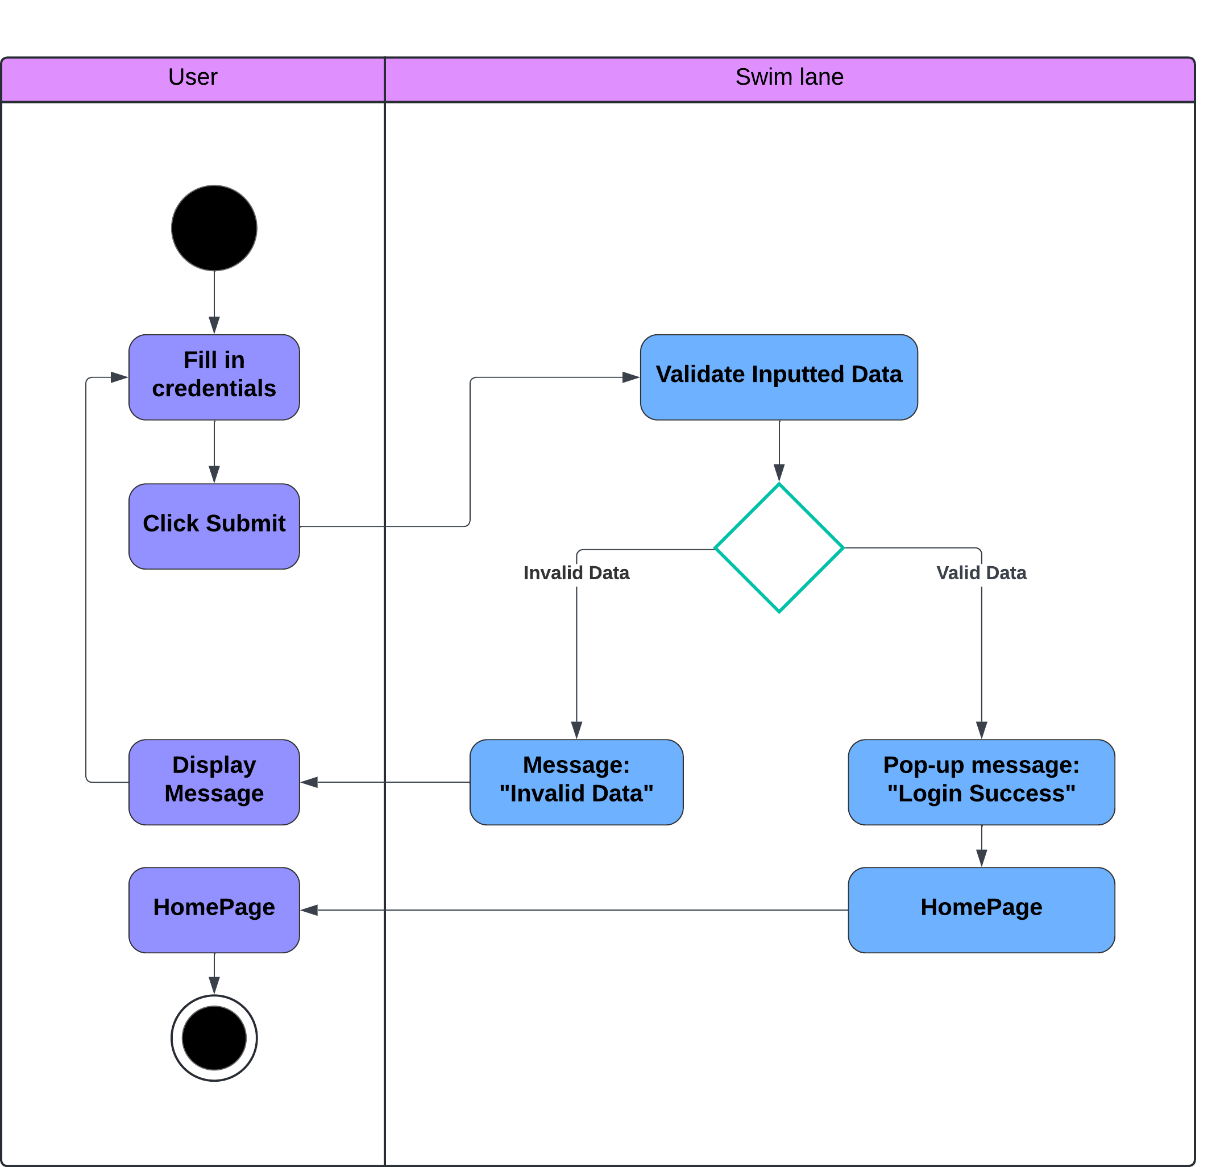 User
Swim lane
Fill in
credentials
Validate Inputted Data
Click Submit
Invalid Data
Valid Data
Display
Message
Message:
"Invalid Data"
Pop-up message:
"Login Success"
HomePage
HomePage